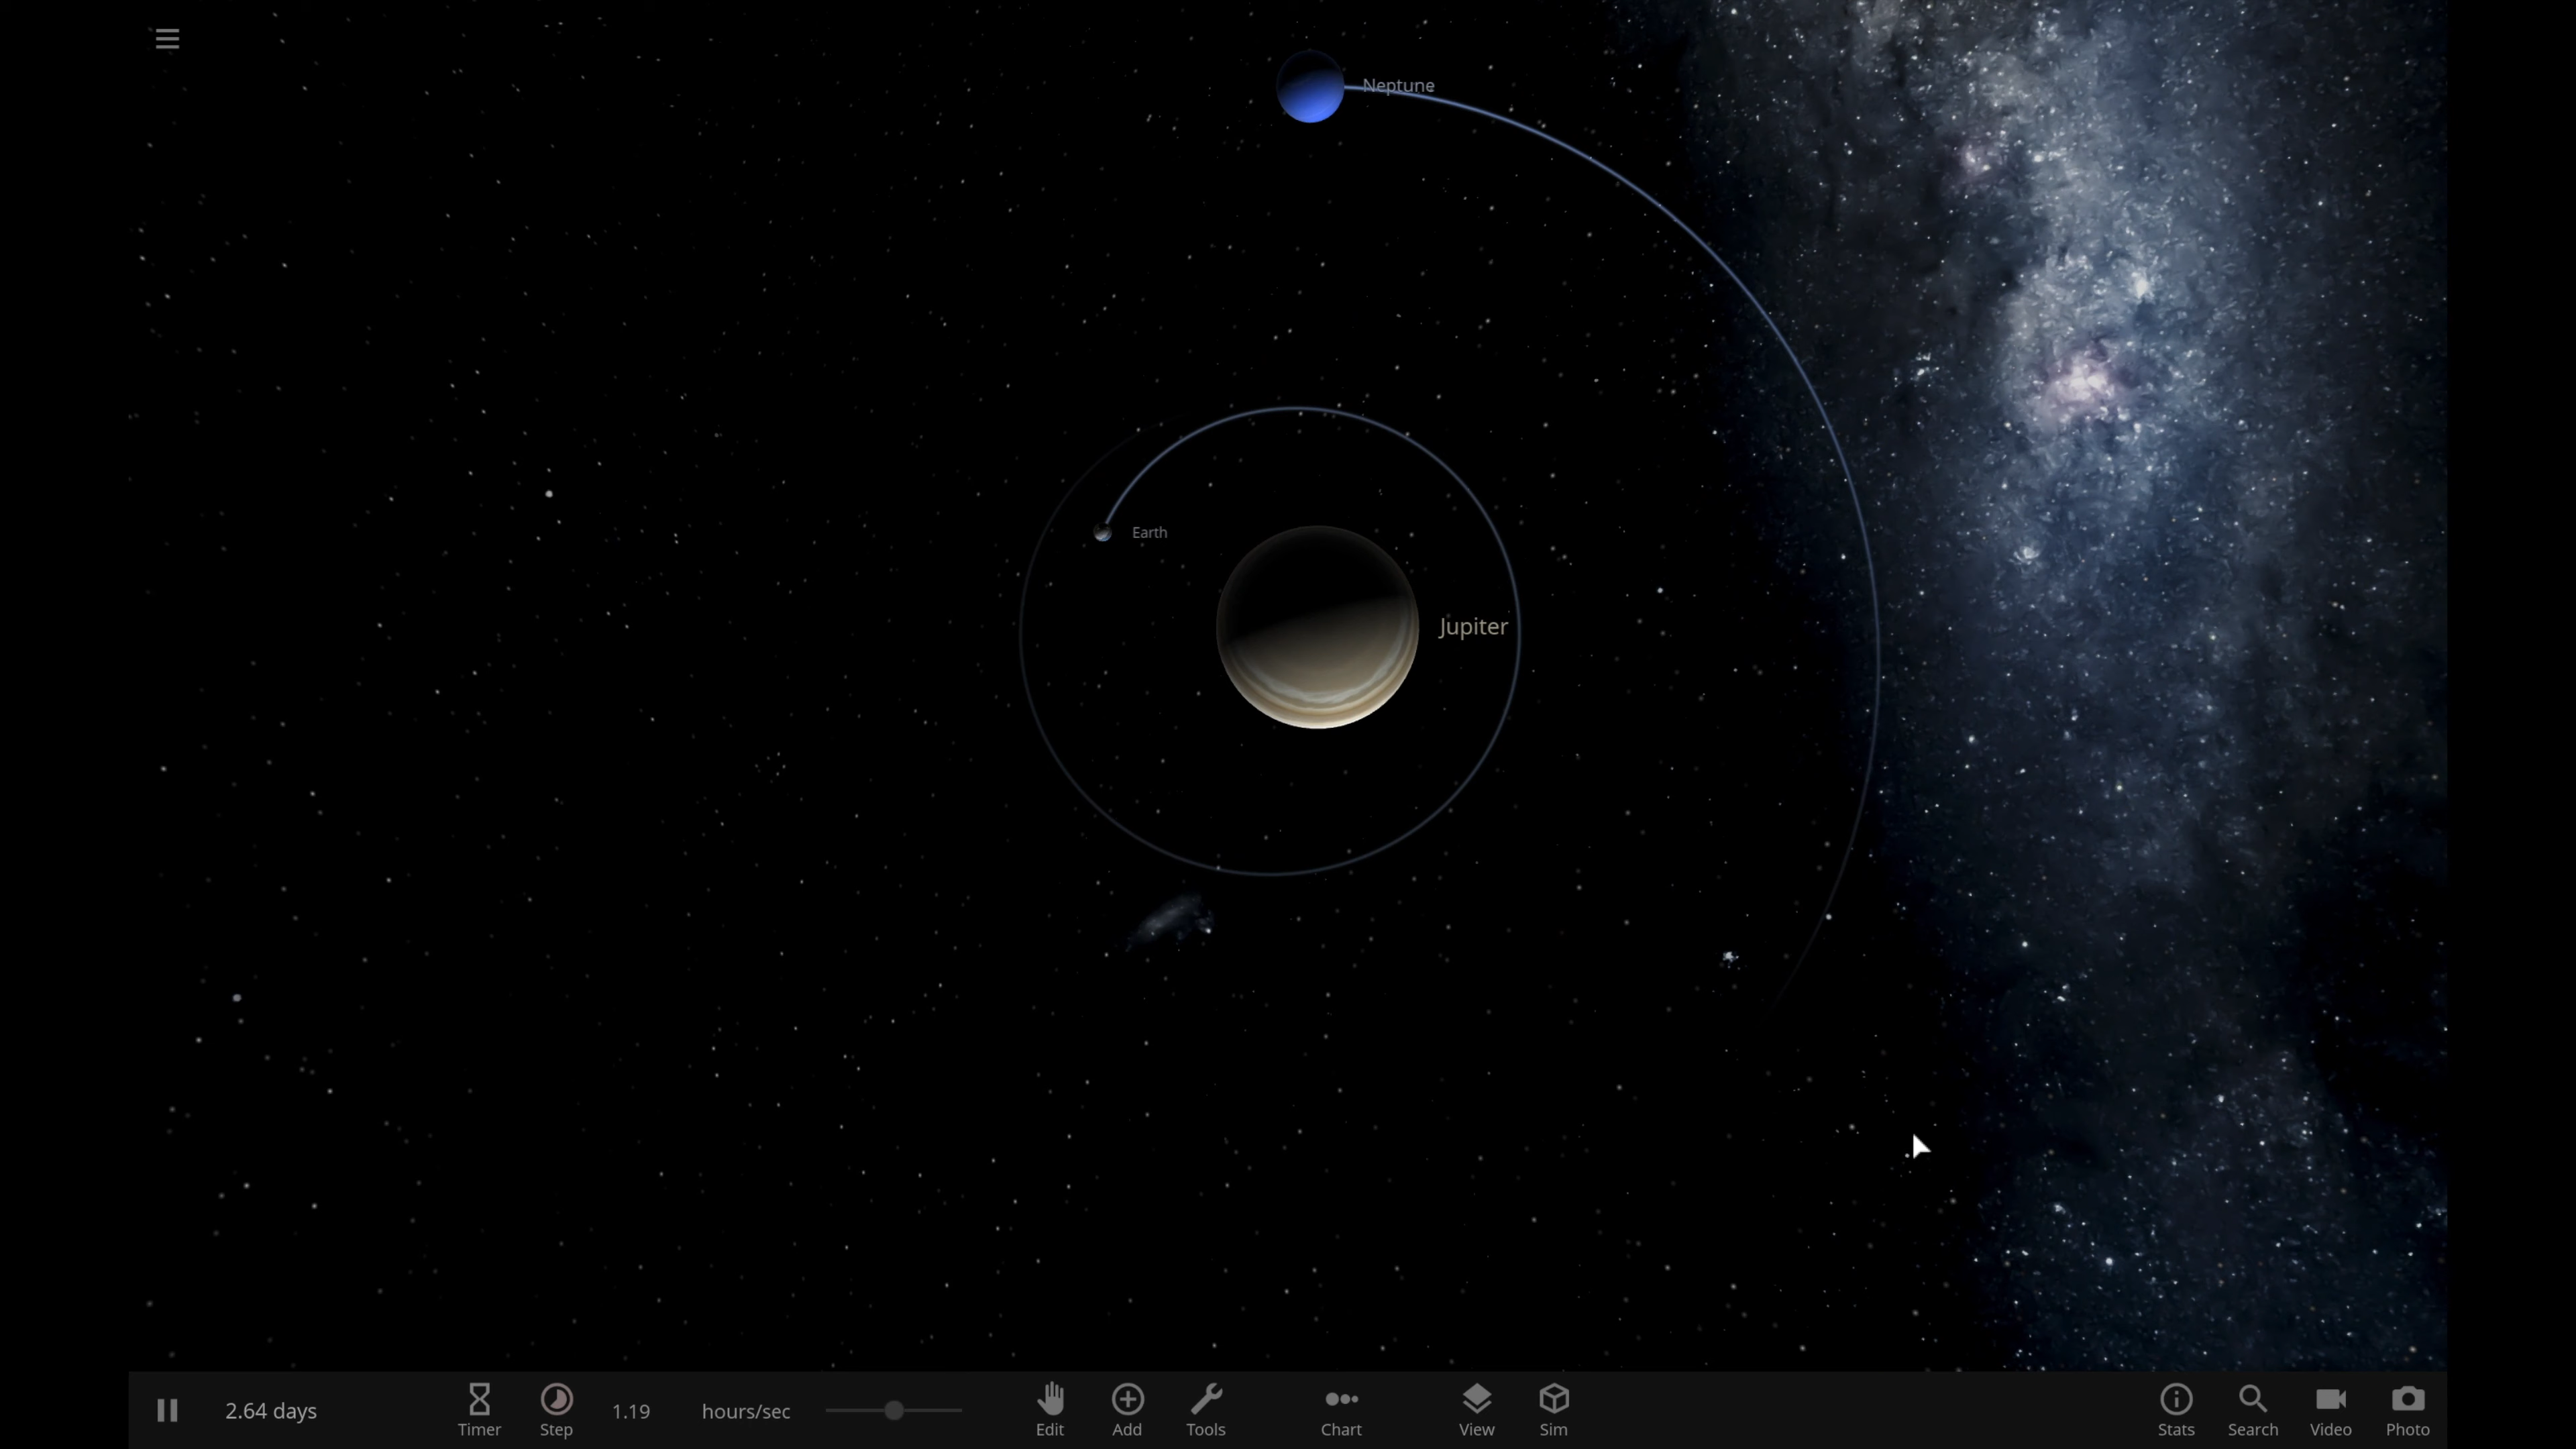 Neptune
Earth
Jupiter
2.64 days
Timer
Step
1.19
hours/sec
Edit
Add
Tools
Chart
View
Sim
Stats
Search
Video
Photo